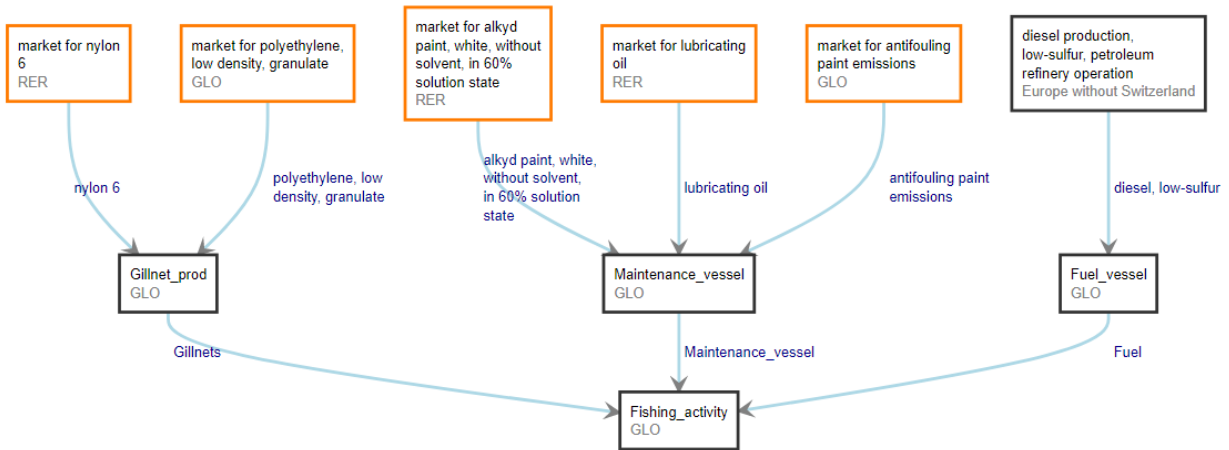 market for nylon
6
RER
market for polyethylene,
low density, granulate
GLO
market for alkyd
paint, white, without
solvent, in 60%
solution state
RER
market for lubricating
oil
RER
market for antifouling
paint emissions
GLO
diesel production,
low-sulfur, petroleum
refinery operation
Europe without Switzerland
nylon 6
polyethylene, low
density, granulate
alkyd paint, white,
without solvent,
in 60% solution
state
lubricating oil
antifouling paint
emissions
diesel, low-sulfur
Gillnet_prod
GLO
Maintenance_vessel
GLO
Fuel_vessel
GLO
Gillnets
Maintenance_vessel
Fuel
Fishing_activity
GLO